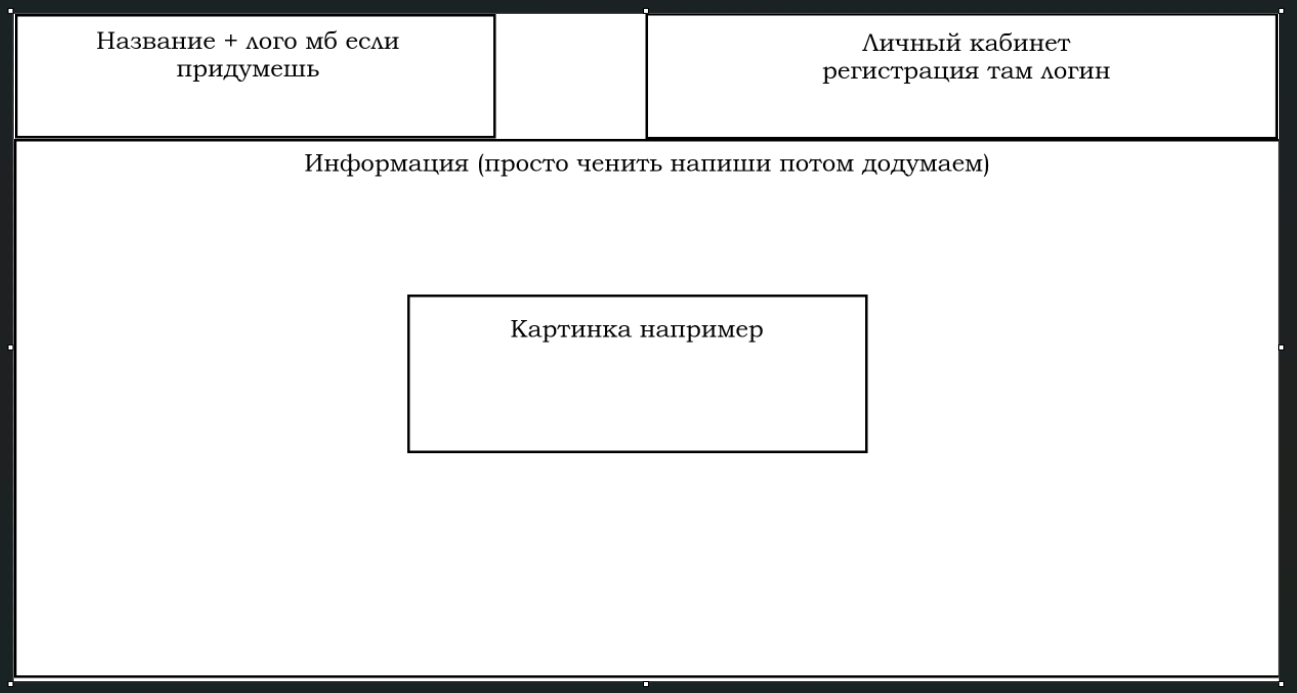 Название + лого мб если
придумешь
Личный кабинет
регистрация там логин
Информация (просто ченить напиши потом додумаем)
Картинка например